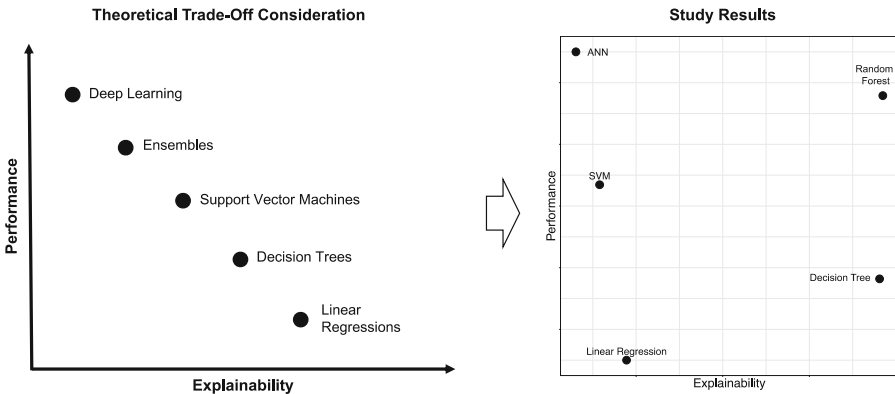 Theoretical Trade-Off Consideration
Performance
Deep Learning
Ensembles
Support Vector Machines
Decision Trees
Linear
Regressions
Explainability
Study Results
Performance
ANN
Random
Forest
SVM
Decision Tree
Linear Regression
Explainability